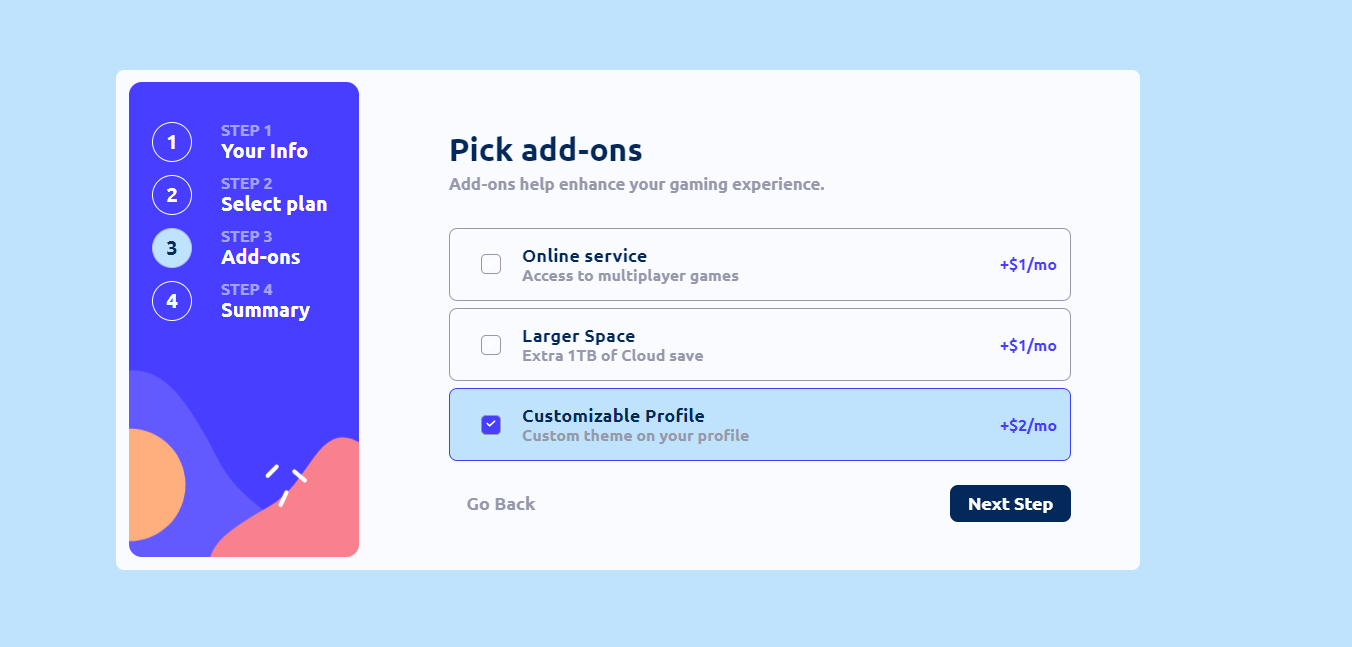 1
STEP 1
Your Info
2
STEP 2
Select plan
3
STEP 3
Add-ons
4
STEP 4
Summary
Pick add-ons
Add-ons help enhance your gaming experience.
Online service
Access to multiplayer games
+$1/mo
Larger Space
Extra 1TB of Cloud save
+$1/mo
Customizable Profile
Custom theme on your profile
+$2/mo
Go Back
Next Step